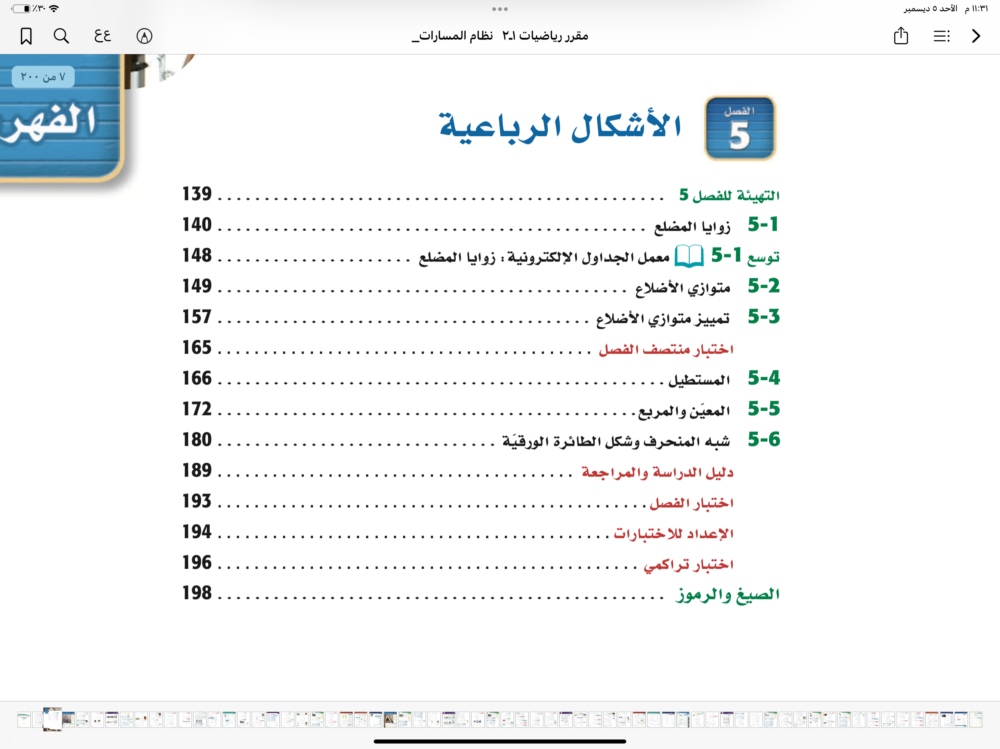 ١١:٣١ م الأحد ٥ ديسمبر
٪٣٠
مقرر رياضيات ١ـ٢ نظام المسارات_
عع
٧ من ٢٠٠
الفهر
الفصل
5
الأشكال الرباعية
التهيئة للفصل 5 ........ 139
5-1 زوايا المضلع ........ 140
توسع 1-5 معمل الجداول الإلكترونية : زوايا المضلع ........ 148
5-2 متوازي الأضلاع ........ 149
5-3 تمييز متوازي الأضلاع ........ 157
اختبار منتصف الفصل ........ 165
5-4 المستطيل ........ 166
5-5 المعيّن والمربع ........ 172
5-6 شبه المنحرف وشكل الطائرة الورقيّة ........ 180
دليل الدراسة والمراجعة ........ 189
اختبار الفصل ........ 193
الإعداد للاختبارات ........ 194
اختبار تراكمي ........ 196
الصيغ والرموز ........ 198